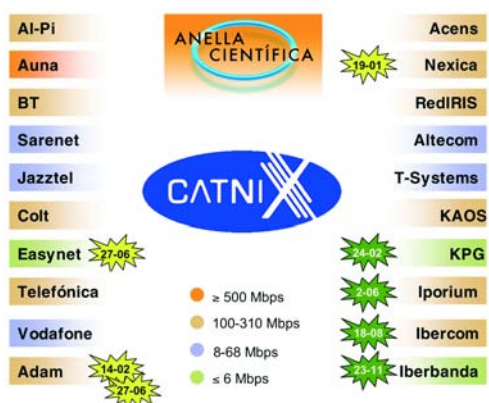 Al-Pi
Auna
BT
Sarenet
Jazztel
Colt
Easynet 27-06
Telefónica
Vodafone
Adam 14-02
27-06
ANELLA
CIENTÍFICA
CATNIX
≥ 500 Mbps
100-310 Mbps
8-68 Mbps
≤ 6 Mbps
Acens
19-01 Nexica
RedIRIS
Altecom
T-Systems
KAOS
24-02 KPG
2-06 Iporium
18-08 Ibercom
23-11 Iberbanda